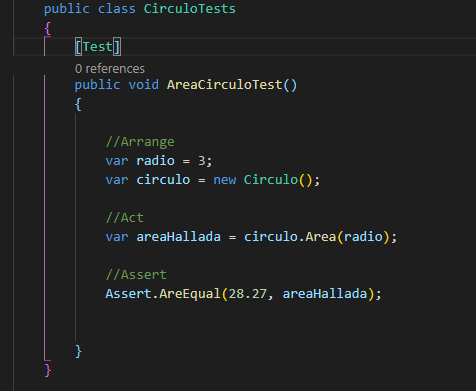 public class CirculoTests
{
[Test]
0 references
public void AreaCirculoTest()
{
//Arrange
var radio = 3;
var circulo = new Circulo();
//Act
var areaHallada = circulo.Area(radio);
//Assert
Assert.AreEqual(28.27, areaHallada);
}
}